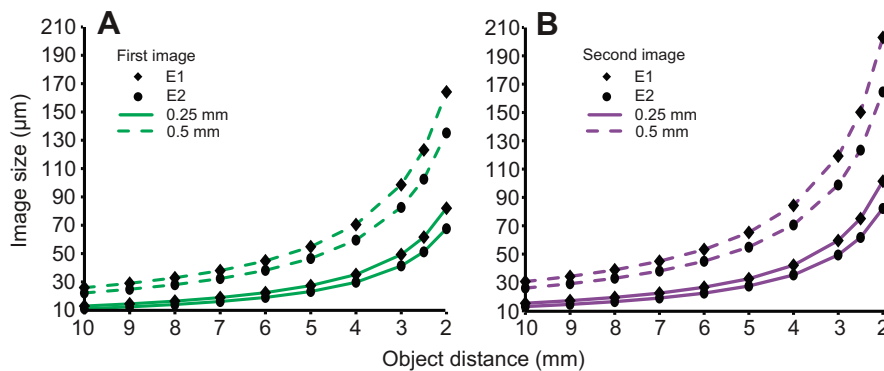 A
B
210
190
170
150
130
110
90
70
50
30
10
Image size (µm)
First image
E1
E2
0.25 mm
0.5 mm
10 9 8 7 6 5 4 3 2
210
190
170
150
130
110
90
70
50
30
10
Second image
E1
E2
0.25 mm
0.5 mm
10 9 8 7 6 5 4 3 2
Object distance (mm)